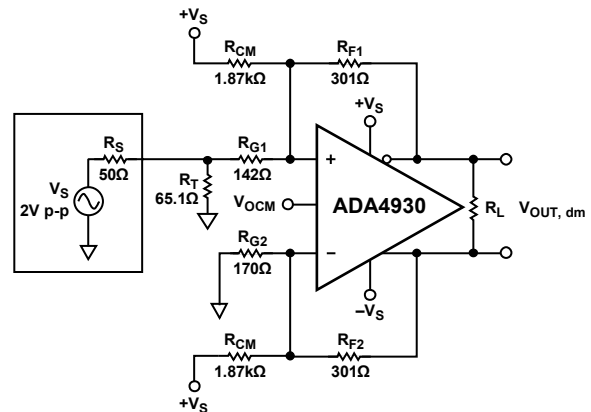 +VS
RCM
1.87kΩ
RF1
301Ω
+VS
RS
50Ω
VS
2V p-p
RT
65.1Ω
RG1
142Ω
+
VOCM
ADA4930
RL
VOUT, dm
RG2
170Ω
−
−VS
RCM
1.87kΩ
RF2
301Ω
+VS